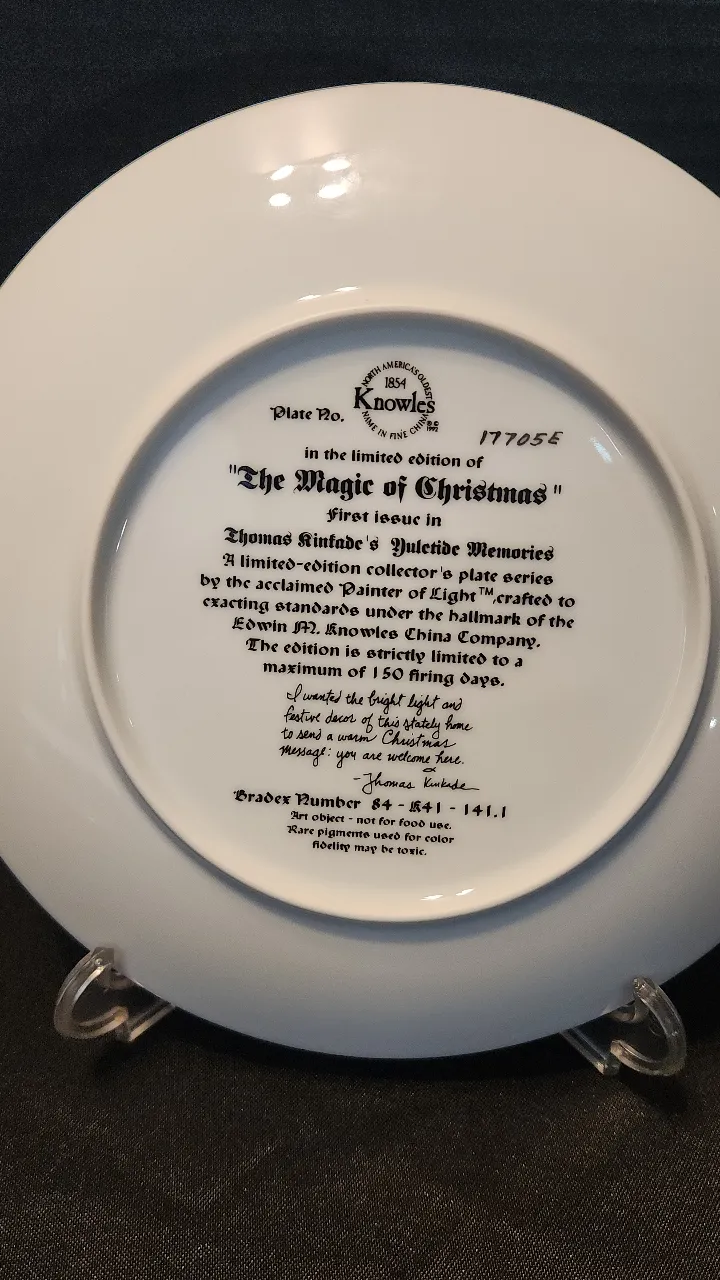 NORTH AMERICA'S OLDEST
1854
Knowles
NAME IN FINE CHINA
Plate No.
17705E
in the limited edition of
"The Magic of Christmas"
First issue in
Thomas Kinkade's Yuletide Memories
A limited-edition collector's plate series
by the acclaimed Painter of Light™, crafted to
exacting standards under the hallmark of the
Edwin M. Knowles China Company.
The edition is strictly limited to a
maximum of 150 firing days.
I wanted the bright light and
festive decor of this stately home
to send a warm Christmas
message: you are welcome here.
-Thomas Kinkade
Bradex Number 84 - K41 - 141.1
Art object - not for food use.
Rare pigments used for color
fidelity may be toxic.